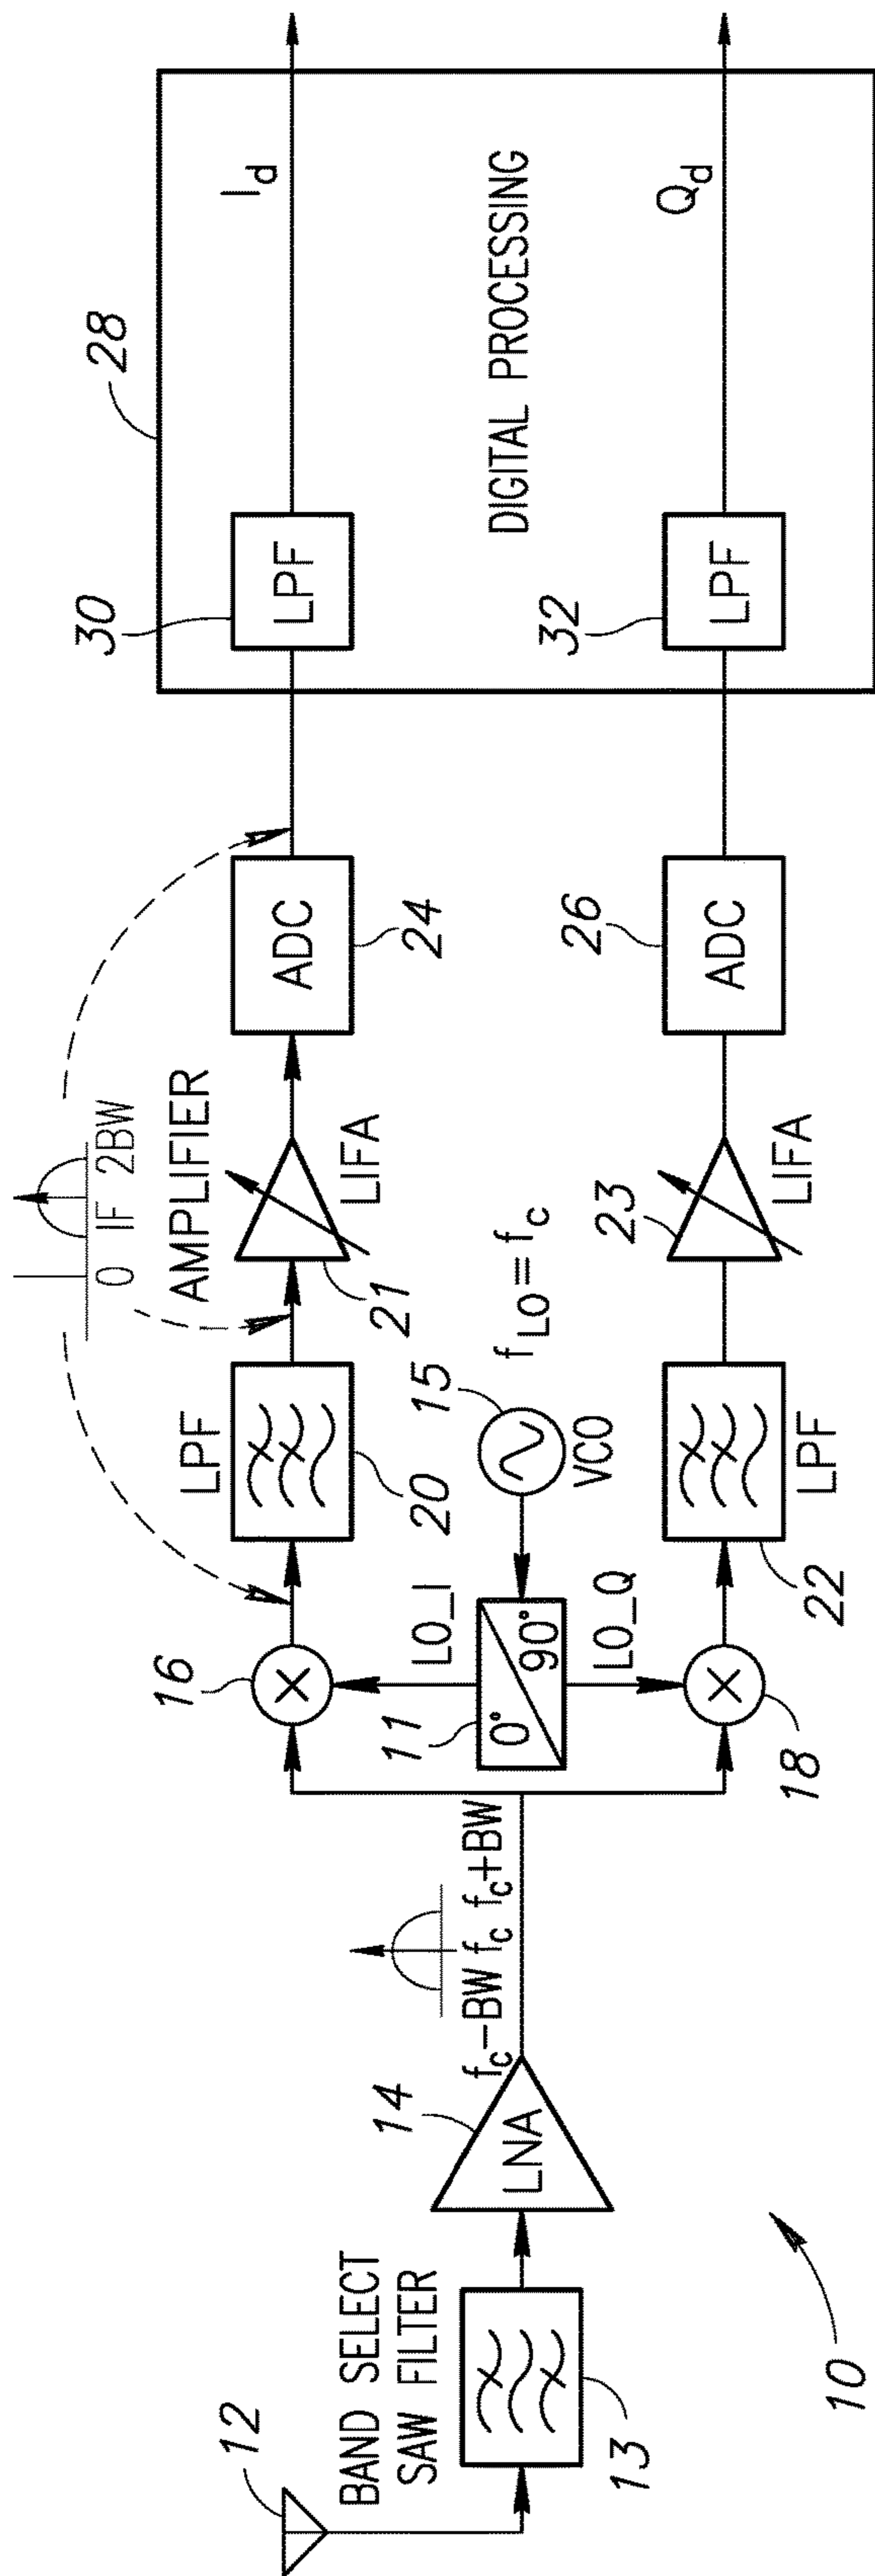 12
BAND SELECT
SAW FILTER
13
14
LNA
f_c−BW f_c f_c+BW
16
LO_I
11
0° 90°
LO_Q
18
15
VCO
f_LO = f_c
LPF
20
LPF
22
0 IF 2BW
AMPLIFIER
21
LIFA
23
LIFA
ADC
24
26
ADC
28
30
LPF
I_d
DIGITAL PROCESSING
32
LPF
Q_d
10